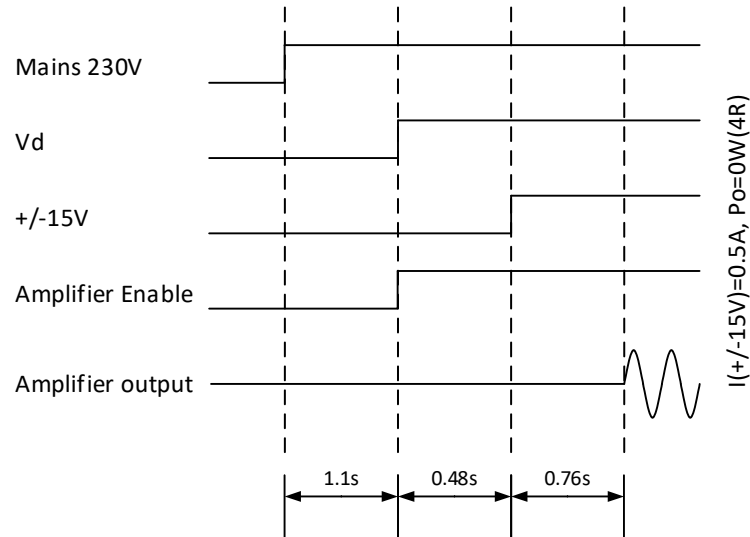 Mains 230V
Vd
+/-15V
Amplifier Enable
Amplifier output
1.1s
0.48s
0.76s
I(+/-15V)=0.5A, Po=0W(4R)